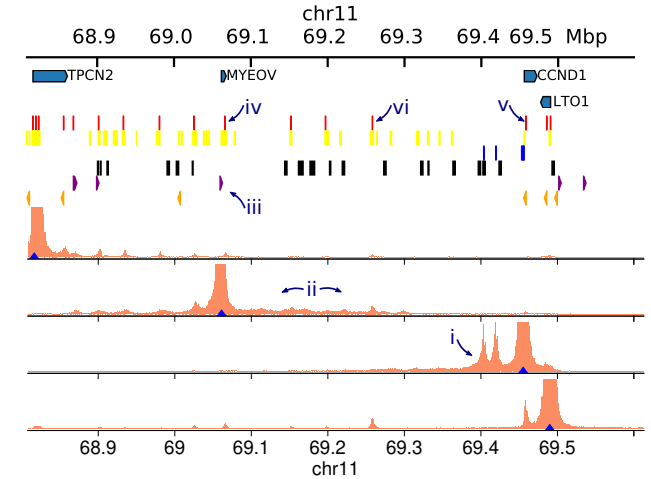 chr11
68.9 69.0 69.1 69.2 69.3 69.4 69.5 Mbp
TPCN2 MYEOV CCND1
LTO1
iv vi v
iii
ii
i
68.9 69 69.1 69.2 69.3 69.4 69.5
chr11